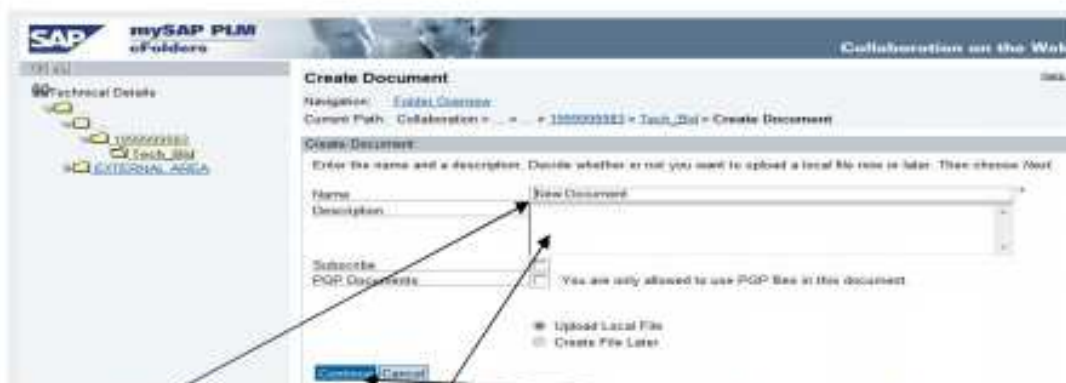 SAP
mySAP PLM
cFolders
Collaboration on the Web
Technical Details
1999999983
Tech_Bid
EXTERNAL AREA
Create Document
Navigation: Folder Overview
Current Path: Collaboration > ... > ... > 1999999983 > Tech_Bid > Create Document
Create Document
Enter the name and a description. Decide whether or not you want to upload a local file now or later. Then choose Next
Name
New Document
*
Description
Subscribe
PGP Documents
You are only allowed to use PGP files in this document
Upload Local File
Create File Later
Continue Cancel